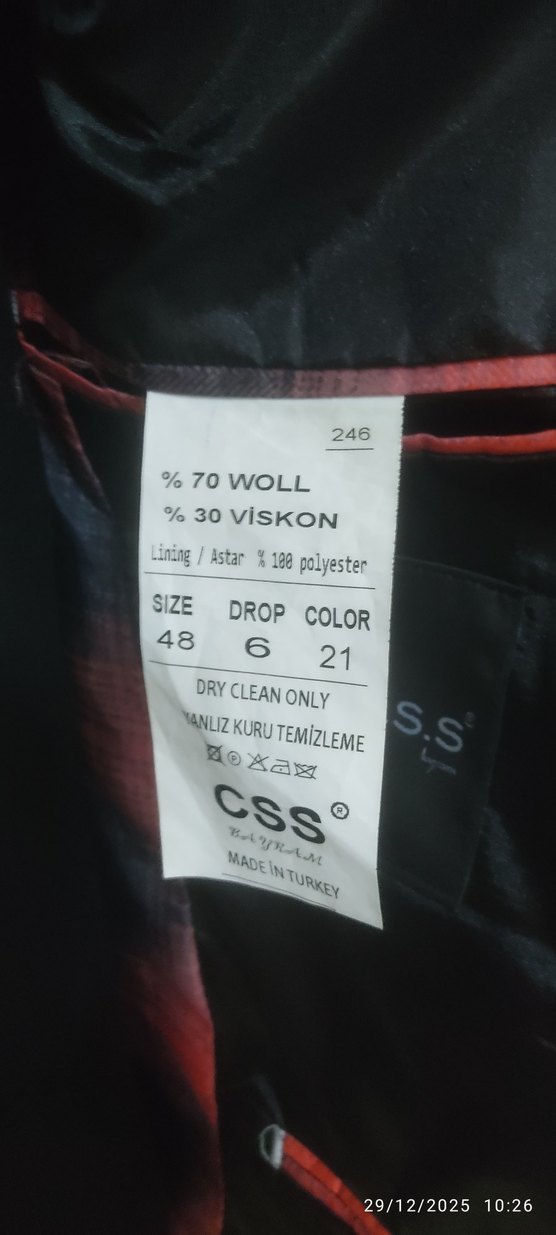 246
% 70 WOLL
% 30 VİSKON
Lining / Astar % 100 polyester
SIZE DROP COLOR
48 6 21
DRY CLEAN ONLY
YANLIZ KURU TEMİZLEME
CSS ®
BAYRAM
MADE İN TURKEY
S.S
29/12/2025 10:26